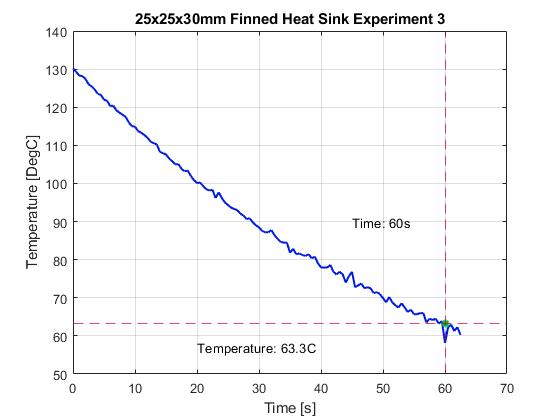 25x25x30mm Finned Heat Sink Experiment 3
140
130
120
110
100
90
80
70
60
50
Temperature [DegC]
Time: 60s
Temperature: 63.3C
0 10 20 30 40 50 60 70
Time [s]